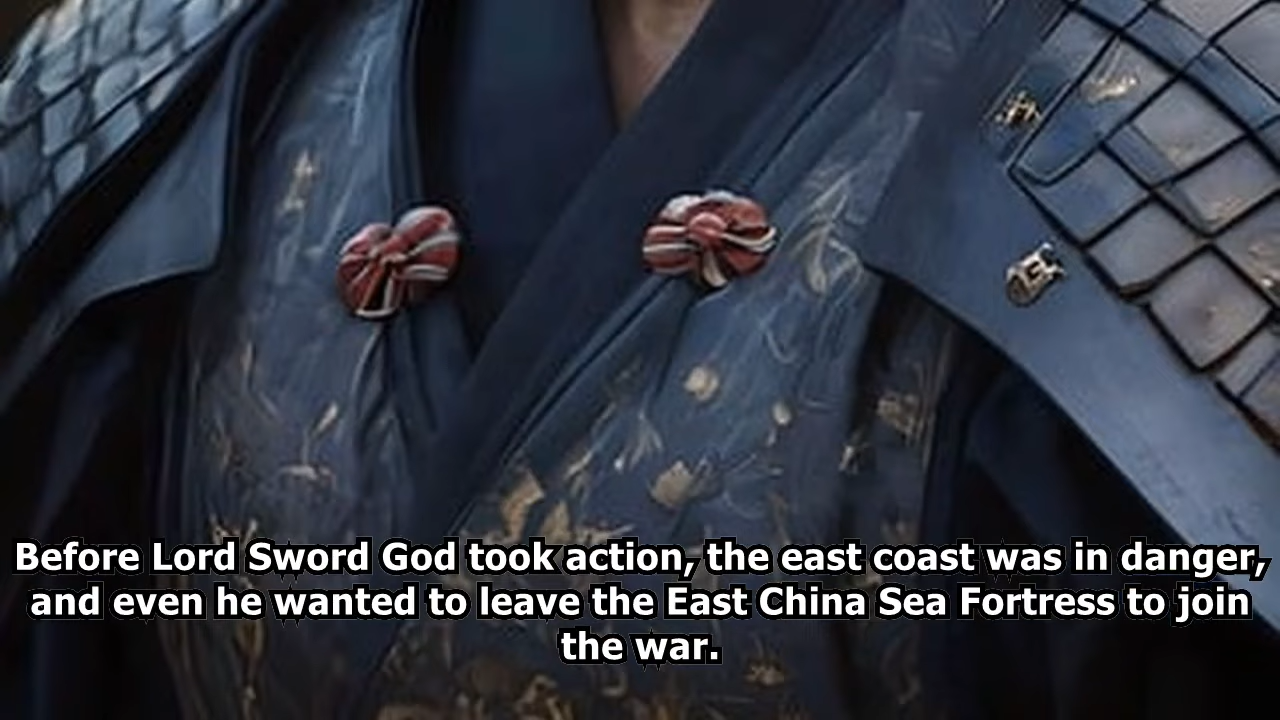 Before Lord Sword God took action, the east coast was in danger,
and even he wanted to leave the East China Sea Fortress to join
the war.